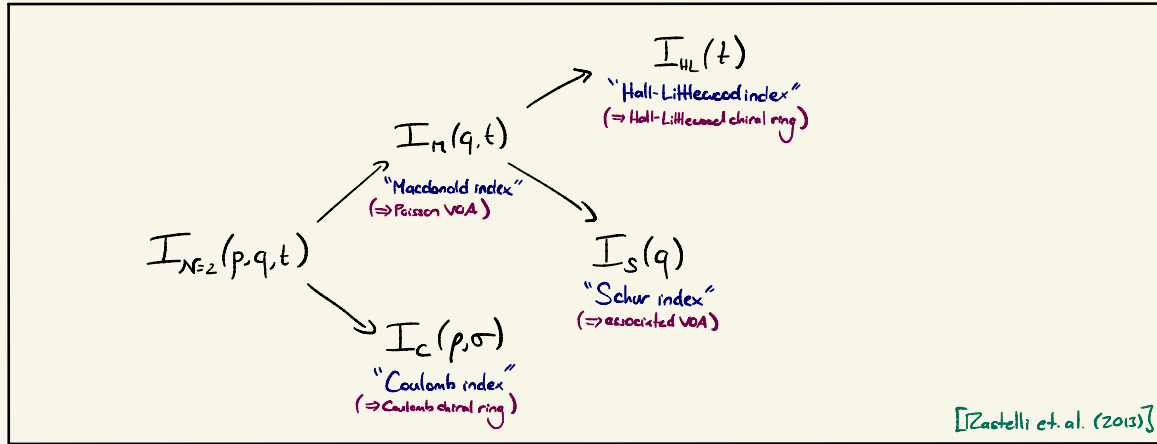 I_HL(t)
"Hall-Littlewood index"
(⇒ Hall-Littlewood chiral ring)
I_M(q,t)
"Macdonald index"
(⇒ Poisson VOA)
I_N=2(p,q,t)
I_S(q)
"Schur index"
(⇒ associated VOA)
I_C(ρ,σ)
"Coulomb index"
(⇒ Coulomb chiral ring)
[Rastelli et. al. (2013)]